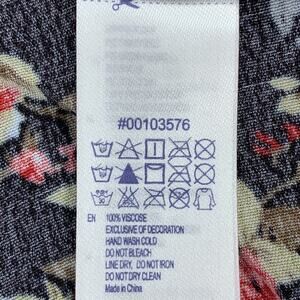 #00103576
EN 100% VISCOSE
EXCLUSIVE OF DECORATION
HAND WASH COLD
DO NOT BLEACH
LINE DRY, DO NOT IRON
DO NOT DRY CLEAN
Made in China